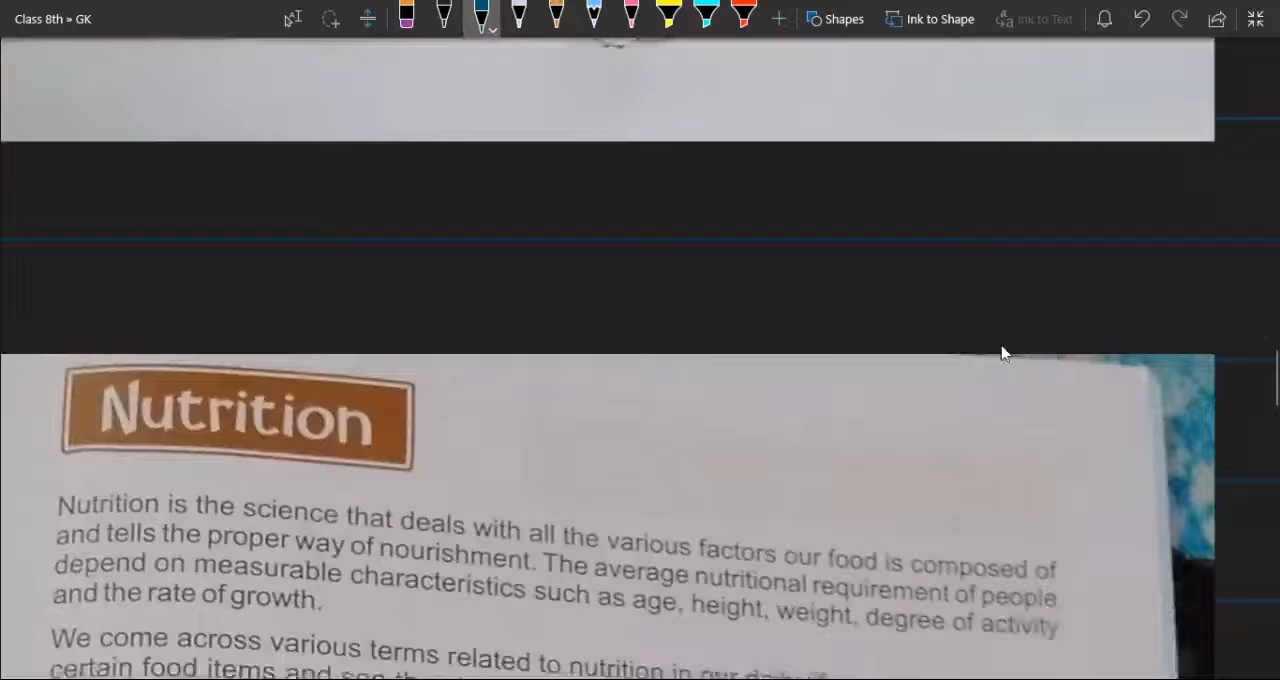 Class 8th » GK
Shapes
Ink to Shape
Ink to Text
Nutrition
Nutrition is the science that deals with all the various factors our food is composed of
and tells the proper way of nourishment. The average nutritional requirement of people
depend on measurable characteristics such as age, height, weight, degree of activity
and the rate of growth.
We come across various terms related to nutrition in our
certain food items and